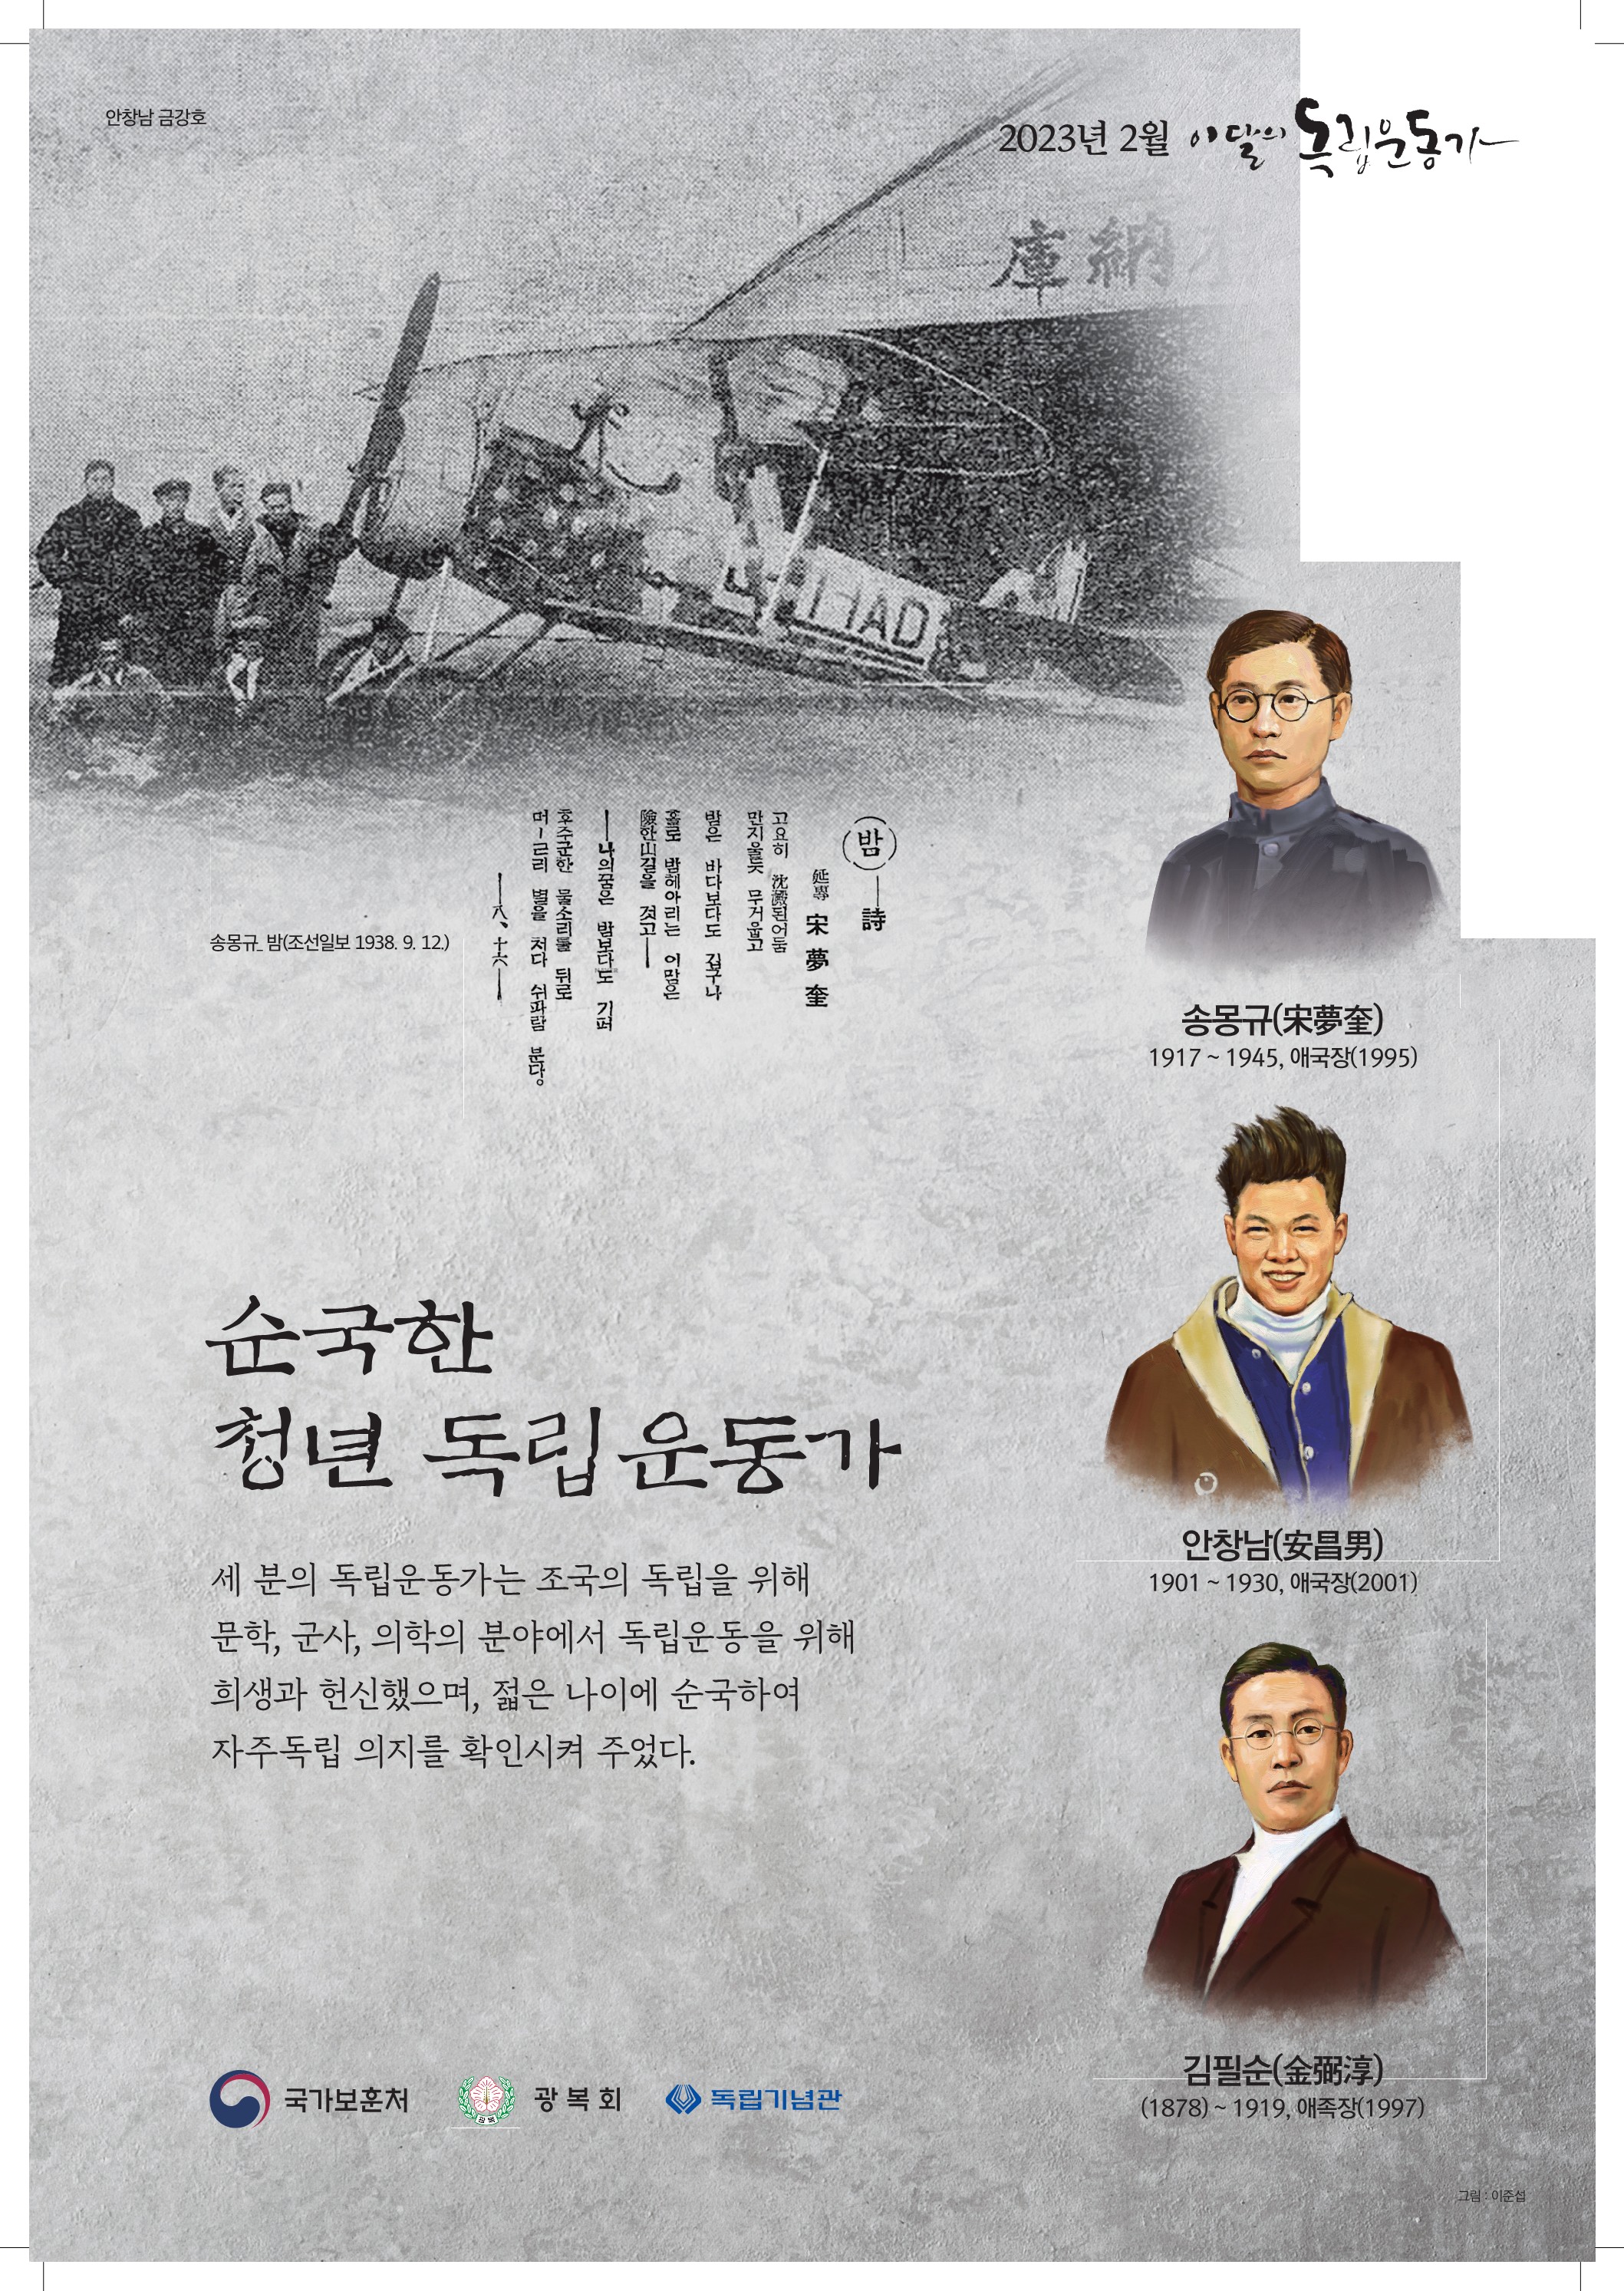 안창남 금강호
2023년 2월 이달의 독립운동가
庫納
밤 ──詩
延專 宋夢奎
고요히 沈澱된어둠
만지울듯 무거웁고
밤은 바다보다도 깁구나
홀로 밤헤아리는 이맘은
險한山길을 것고──
──나의꿈은 밤보다도 기퍼
호수군한 물소리를 뒤로
머─ㄹ리 별을 처다 쉬파람 분다。
──八、十六──
송몽규_ 밤(조선일보 1938. 9. 12.)
송몽규(宋夢奎)
1917 ~ 1945, 애국장(1995)
안창남(安昌男)
1901 ~ 1930, 애국장(2001)
김필순(金弼淳)
(1878) ~ 1919, 애족장(1997)
순국한
청년 독립운동가
세 분의 독립운동가는 조국의 독립을 위해
문학, 군사, 의학의 분야에서 독립운동을 위해
희생과 헌신했으며, 젊은 나이에 순국하여
자주독립 의지를 확인시켜 주었다.
국가보훈처
광복
광복회
독립기념관
그림 : 이준섭